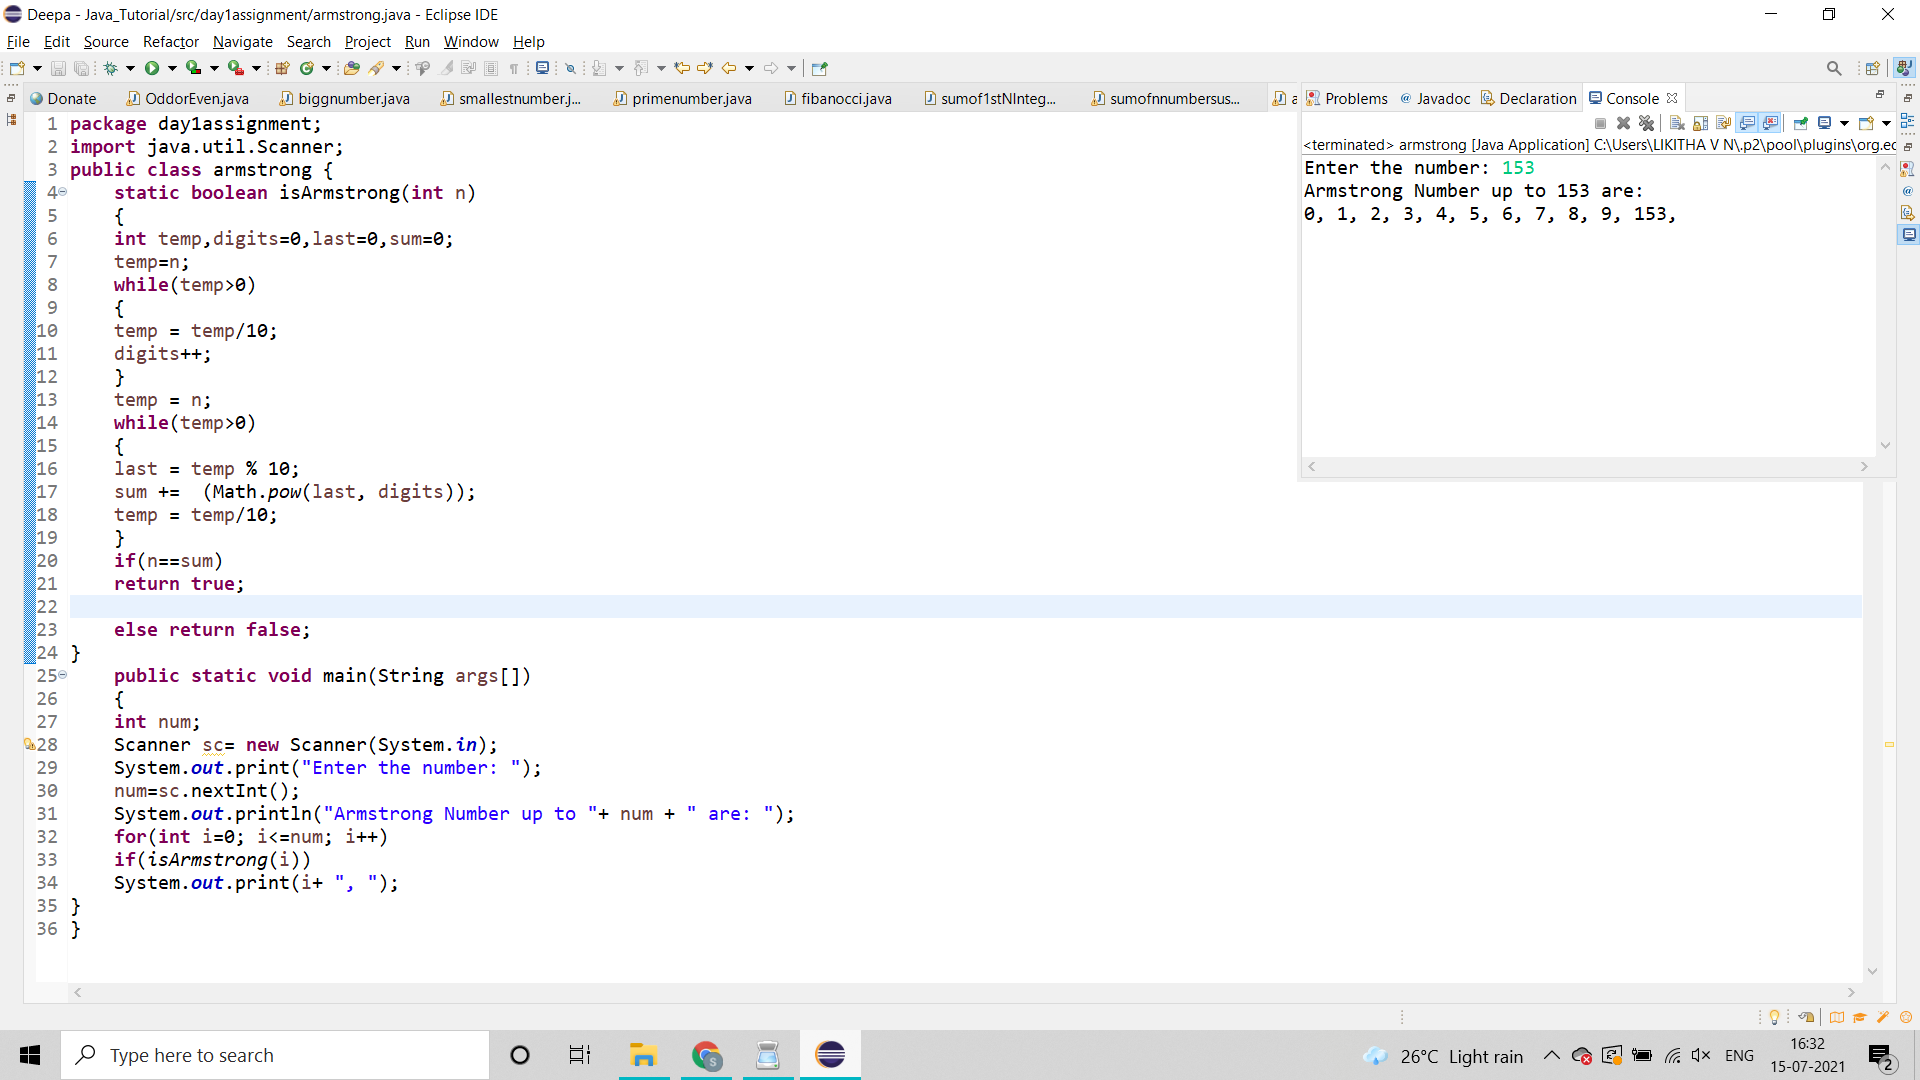 Deepa - Java_Tutorial/src/day1assignment/armstrong.java - Eclipse IDE
File Edit Source Refactor Navigate Search Project Run Window Help
Donate OddorEven.java biggnumber.java smallestnumber.j... primenumber.java fibanocci.java sumof1stNInteg... sumofnnumbersus... a
1 package day1assignment;
2 import java.util.Scanner;
3 public class armstrong {
4 static boolean isArmstrong(int n)
5 {
6 int temp,digits=0,last=0,sum=0;
7 temp=n;
8 while(temp>0)
9 {
10 temp = temp/10;
11 digits++;
12 }
13 temp = n;
14 while(temp>0)
15 {
16 last = temp % 10;
17 sum +=  (Math.pow(last, digits));
18 temp = temp/10;
19 }
20 if(n==sum)
21 return true;
22
23 else return false;
24 }
25 public static void main(String args[])
26 {
27 int num;
28 Scanner sc= new Scanner(System.in);
29 System.out.print("Enter the number: ");
30 num=sc.nextInt();
31 System.out.println("Armstrong Number up to "+ num + " are: ");
32 for(int i=0; i<=num; i++)
33 if(isArmstrong(i))
34 System.out.print(i+ ", ");
35 }
36 }
Problems Javadoc Declaration Console
<terminated> armstrong [Java Application] C:\Users\LIKITHA V N\.p2\pool\plugins\org.ec
Enter the number: 153
Armstrong Number up to 153 are:
0, 1, 2, 3, 4, 5, 6, 7, 8, 9, 153,
Type here to search
26°C Light rain
ENG
16:32
15-07-2021
2